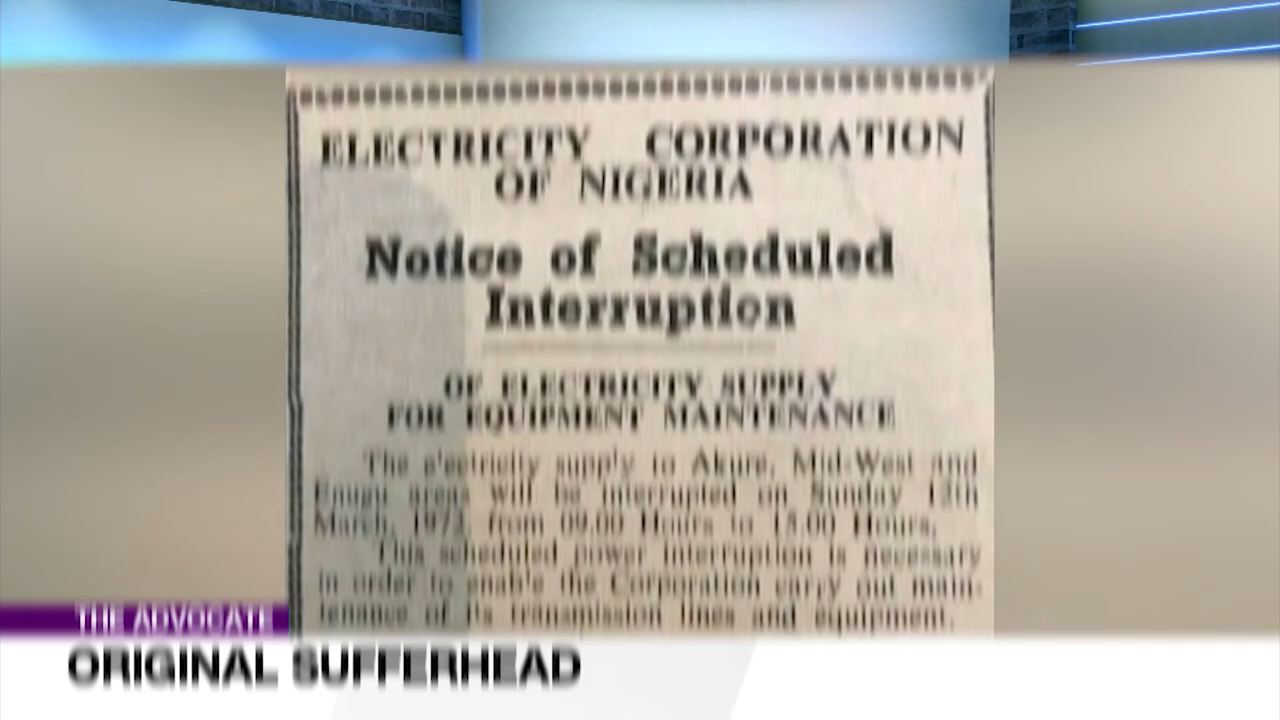 ELECTRICITY CORPORATION
OF NIGERIA
Notice of Scheduled
Interruption
OF ELECTRICITY SUPPLY
FOR EQUIPMENT MAINTENANCE
The electricity supply to Akure, Mid-West and
Enugu areas will be interrupted on Sunday 12th
March, 1972 from 09.00 Hours to 15.00 Hours.
This scheduled power interruption is necessary
in order to enable the Corporation carry out main-
tenance of its transmission lines and equipment.
THE ADVOCATE
ORIGINAL SUFFERHEAD